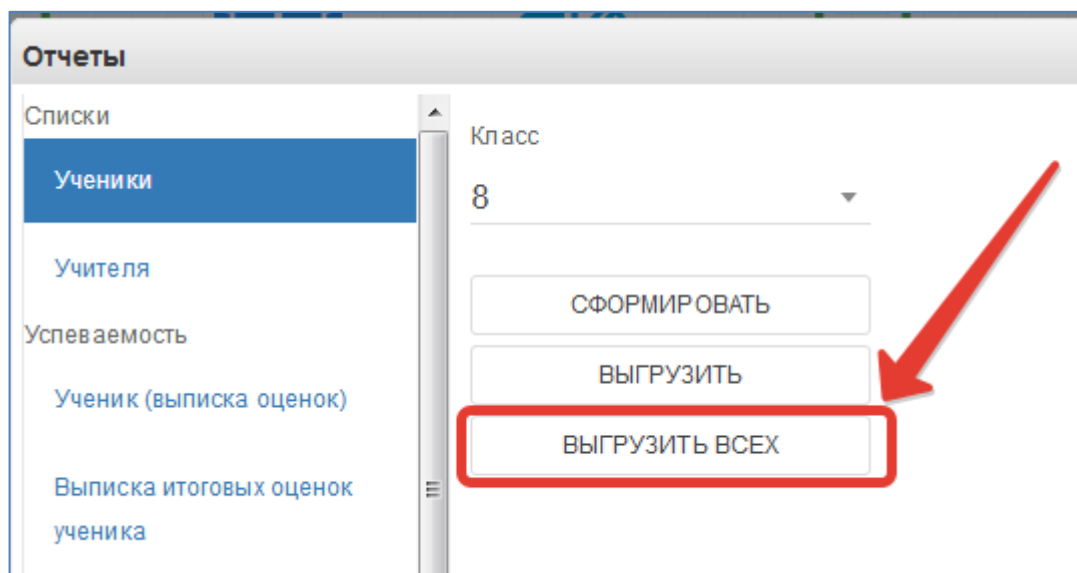 Отчеты
Списки
Ученики
Учителя
Успеваемость
Ученик (выписка оценок)
Выписка итоговых оценок
ученика
Класс
8
СФОРМИРОВАТЬ
ВЫГРУЗИТЬ
ВЫГРУЗИТЬ ВСЕХ